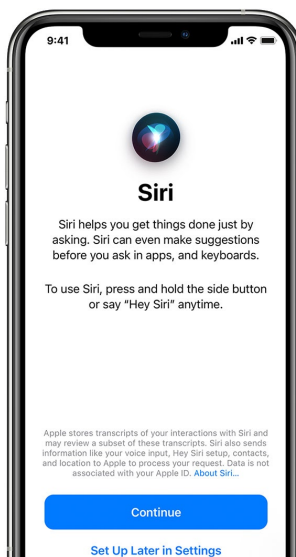 9:41
Siri
Siri helps you get things done just by
asking. Siri can even make suggestions
before you ask in apps, and keyboards.
To use Siri, press and hold the side button
or say “Hey Siri” anytime.
Apple stores transcripts of your interactions with Siri and
may review a subset of these transcripts. Siri also sends
information like your voice input, Hey Siri setup, contacts,
and location to Apple to process your request. Data is not
associated with your Apple ID. About Siri...
Continue
Set Up Later in Settings